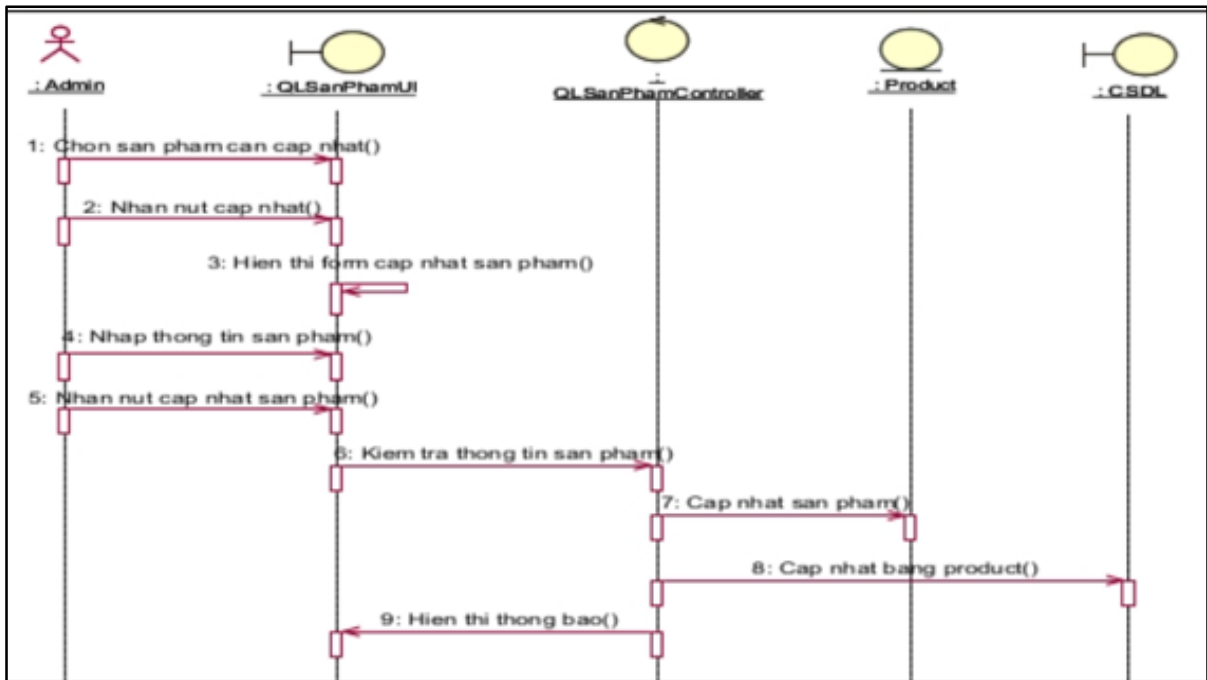 : Admin
: QLSanPhamUI
:
QLSanPhamController
: Product
: CSDL
1: Chon san pham can cap nhat()
2: Nhan nut cap nhat()
3: Hien thi form cap nhat san pham()
4: Nhap thong tin san pham()
5: Nhan nut cap nhat san pham()
6: Kiem tra thong tin san pham()
7: Cap nhat san pham()
8: Cap nhat bang product()
9: Hien thi thong bao()